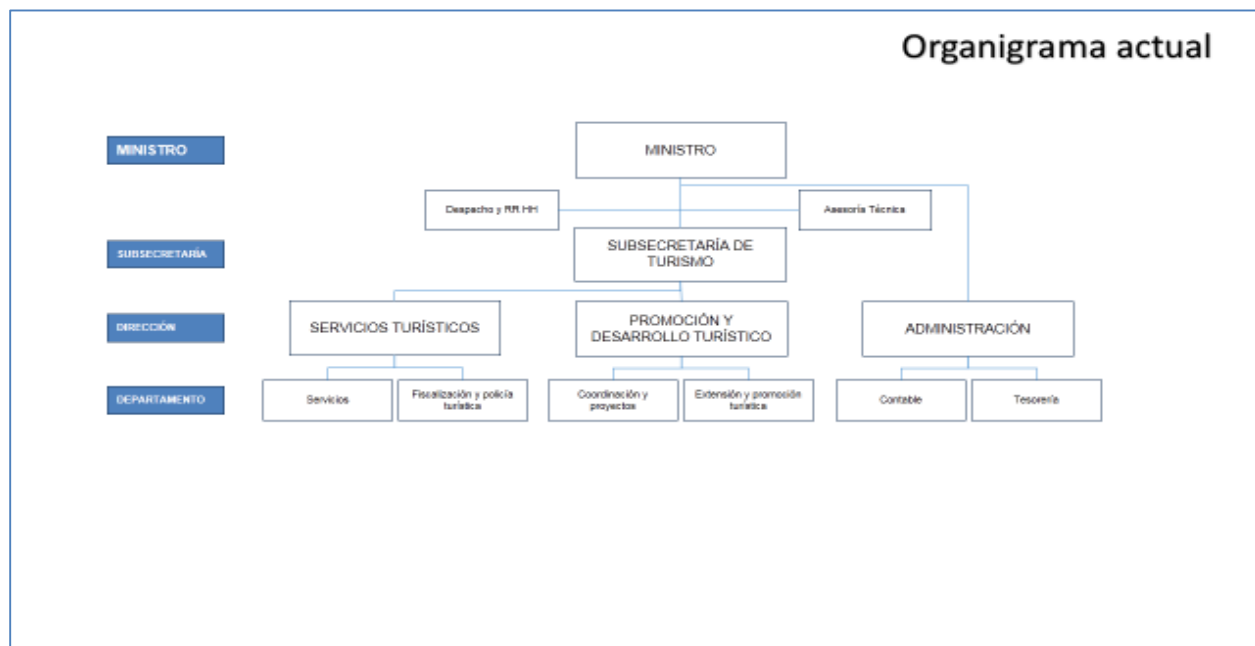 Organigrama actual
MINISTRO
MINISTRO
Despacho y RR HH
Asesoría Técnica
SUBSECRETARÍA
SUBSECRETARÍA DE
TURISMO
DIRECCIÓN
SERVICIOS TURÍSTICOS
PROMOCIÓN Y
DESARROLLO TURÍSTICO
ADMINISTRACIÓN
DEPARTAMENTO
Servicios
Fiscalización y policía
turística
Coordinación y
proyectos
Extensión y promoción
turística
Contable
Tesorería